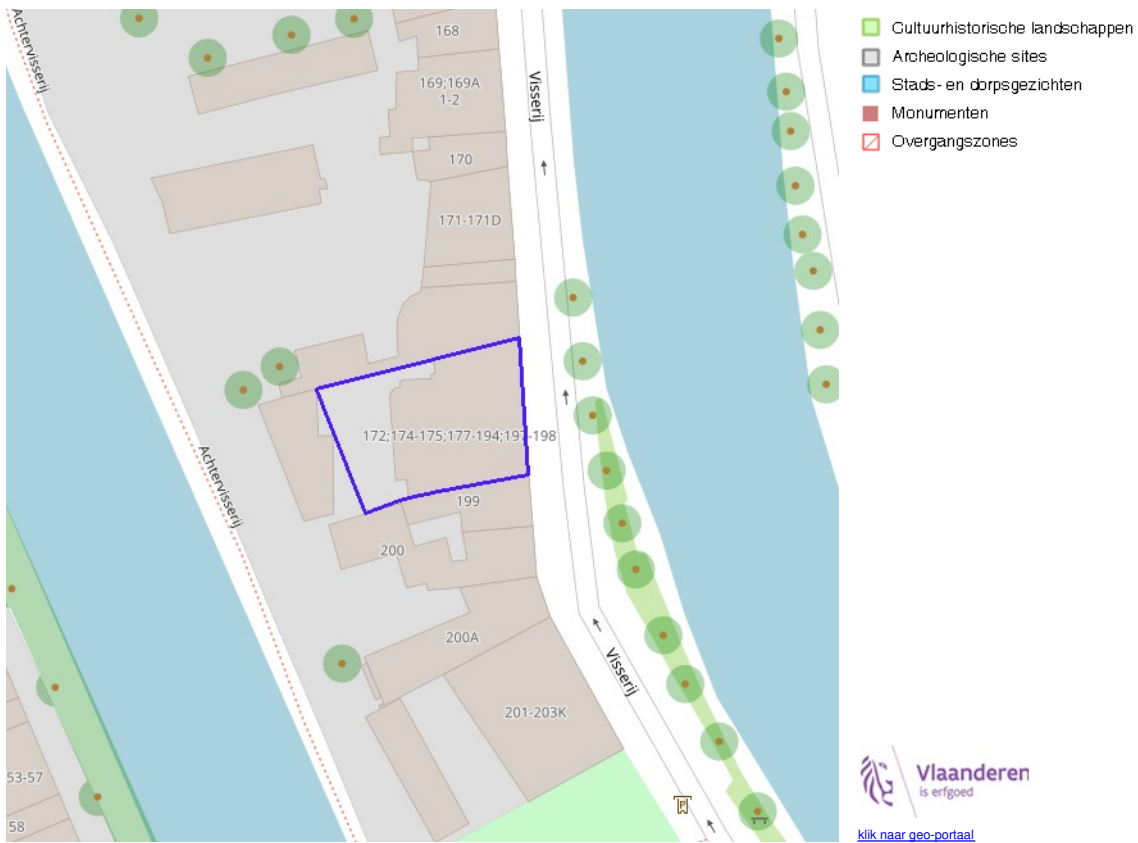 Achtervisserij
168
169;169A
1-2
Visserij
170
171-171D
172;174-175;177-194;197-198
Achtervisserij
199
200
200A
Visserij
201-203K
53-57
58
P
Cultuurhistorische landschappen
Archeologische sites
Stads- en dorpsgezichten
Monumenten
Overgangszones
Vlaanderen
is erfgoed
klik naar geo-portaal